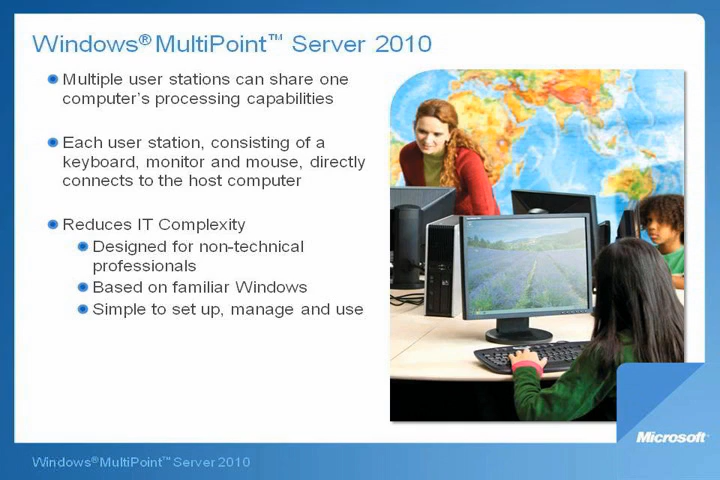 Windows® MultiPoint™ Server 2010
Multiple user stations can share one
computer's processing capabilities
Each user station, consisting of a
keyboard, monitor and mouse, directly
connects to the host computer
Reduces IT Complexity
Designed for non-technical
professionals
Based on familiar Windows
Simple to set up, manage and use
Microsoft®
Windows® MultiPoint™ Server 2010